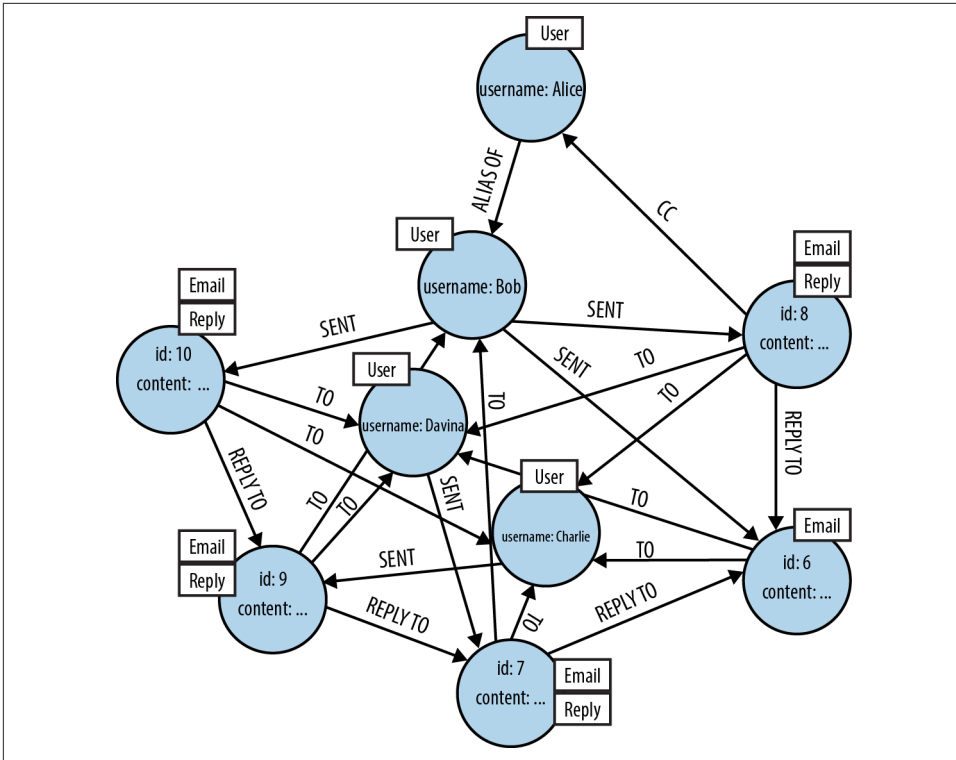 User
username: Alice
ALIAS OF
CC
User
username: Bob
Email
Reply
id: 8
content: ...
Email
Reply
id: 10
content: ...
SENT
SENT
SENT
TO
TO
User
username: Davina
TO
TO
TO
REPLY TO
REPLY TO
SENT
User
username: Charlie
TO
TO
TO
Email
id: 6
content: ...
Email
Reply
id: 9
content: ...
SENT
TO
REPLY TO
REPLY TO
TO
id: 7
content: ...
Email
Reply